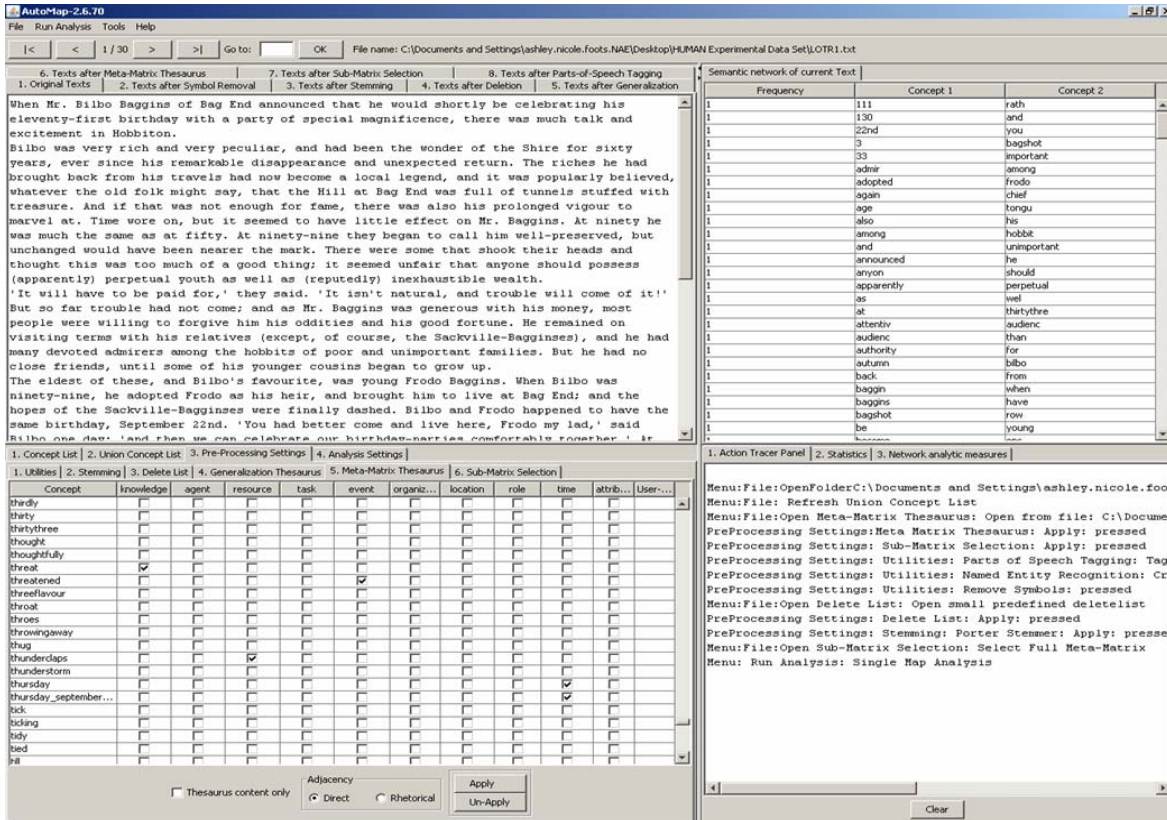 AutoMap-2.6.70
File Run Analysis Tools Help
|< < 1 / 30 > >| Go to: OK File name: C:\Documents and Settings\ashley.nicole.foots.NAE\Desktop\HUMAN Experimental Data Set\LOTR1.txt
6. Texts after Meta-Matrix Thesaurus 7. Texts after Sub-Matrix Selection 8. Texts after Parts-of-Speech Tagging
1. Original Texts 2. Texts after Symbol Removal 3. Texts after Stemming 4. Texts after Deletion 5. Texts after Generalization
When Mr. Bilbo Baggins of Bag End announced that he would shortly be celebrating his
eleventy-first birthday with a party of special magnificence, there was much talk and
excitement in Hobbiton.
Bilbo was very rich and very peculiar, and had been the wonder of the Shire for sixty
years, ever since his remarkable disappearance and unexpected return. The riches he had
brought back from his travels had now become a local legend, and it was popularly believed,
whatever the old folk might say, that the Hill at Bag End was full of tunnels stuffed with
treasure. And if that was not enough for fame, there was also his prolonged vigour to
marvel at. Time wore on, but it seemed to have little effect on Mr. Baggins. At ninety he
was much the same as at fifty. At ninety-nine they began to call him well-preserved, but
unchanged would have been nearer the mark. There were some that shook their heads and
thought this was too much of a good thing; it seemed unfair that anyone should possess
(apparently) perpetual youth as well as (reputedly) inexhaustible wealth.
'It will have to be paid for,' they said. 'It isn't natural, and trouble will come of it!'
But so far trouble had not come; and as Mr. Baggins was generous with his money, most
people were willing to forgive him his oddities and his good fortune. He remained on
visiting terms with his relatives (except, of course, the Sackville-Bagginses), and he had
many devoted admirers among the hobbits of poor and unimportant families. But he had no
close friends, until some of his younger cousins began to grow up.
The eldest of these, and Bilbo's favourite, was young Frodo Baggins. When Bilbo was
ninety-nine, he adopted Frodo as his heir, and brought him to live at Bag End; and the
hopes of the Sackville-Bagginses were finally dashed. Bilbo and Frodo happened to have the
same birthday, September 22nd. 'You had better come and live here, Frodo my lad,' said
Bilbo one day; 'and then we can celebrate our birthday-parties comfortably together.' At
Semantic network of current Text
Frequency Concept 1 Concept 2
1 111 rath
1 130 and
1 22nd you
1 3 bagshot
1 33 important
1 admir among
1 adopted frodo
1 again chief
1 age tongu
1 also his
1 among hobbit
1 and unimportant
1 announced he
1 anyon should
1 apparently perpetual
1 as wel
1 at thirtythre
1 attentiv audienc
1 audienc than
1 authority for
1 autumn bilbo
1 back from
1 baggin when
1 baggins have
1 bagshot row
1 be young
1. Concept List 2. Union Concept List 3. Pre-Processing Settings 4. Analysis Settings
1. Utilities 2. Stemming 3. Delete List 4. Generalization Thesaurus 5. Meta-Matrix Thesaurus 6. Sub-Matrix Selection
Concept knowledge agent resource task event organiz... location role time attrib... User-...
thirdly
thirty
thirtythree
thought
thoughtfully
threat
threatened
threeflavour
throat
throes
throwingaway
thug
thunderclaps
thunderstorm
thursday
thursday_september...
tick
ticking
tidy
tied
Thesaurus content only
Adjacency
Direct Rhetorical
Apply
Un-Apply
1. Action Tracer Panel 2. Statistics 3. Network analytic measures
Menu:File:OpenFolderC:\Documents and Settings\ashley.nicole.foo
Menu:File: Refresh Union Concept List
Menu:File:Open Meta-Matrix Thesaurus: Open from file: C:\Docume
PreProcessing Settings:Meta Matrix Thesaurus: Apply: pressed
PreProcessing Settings: Sub-Matrix Selection: Apply: pressed
PreProcessing Settings: Utilities: Parts of Speech Tagging: Tag
PreProcessing Settings: Utilities: Named Entity Recognition: Cr
PreProcessing Settings: Utilities: Remove Symbols: pressed
Menu:File:Open Delete List: Open small predefined deletelist
PreProcessing Settings: Delete List: Apply: pressed
PreProcessing Settings: Stemming: Porter Stemmer: Apply: presse
Menu:File:Open Sub-Matrix Selection: Select Full Meta-Matrix
Menu: Run Analysis: Single Map Analysis
Clear